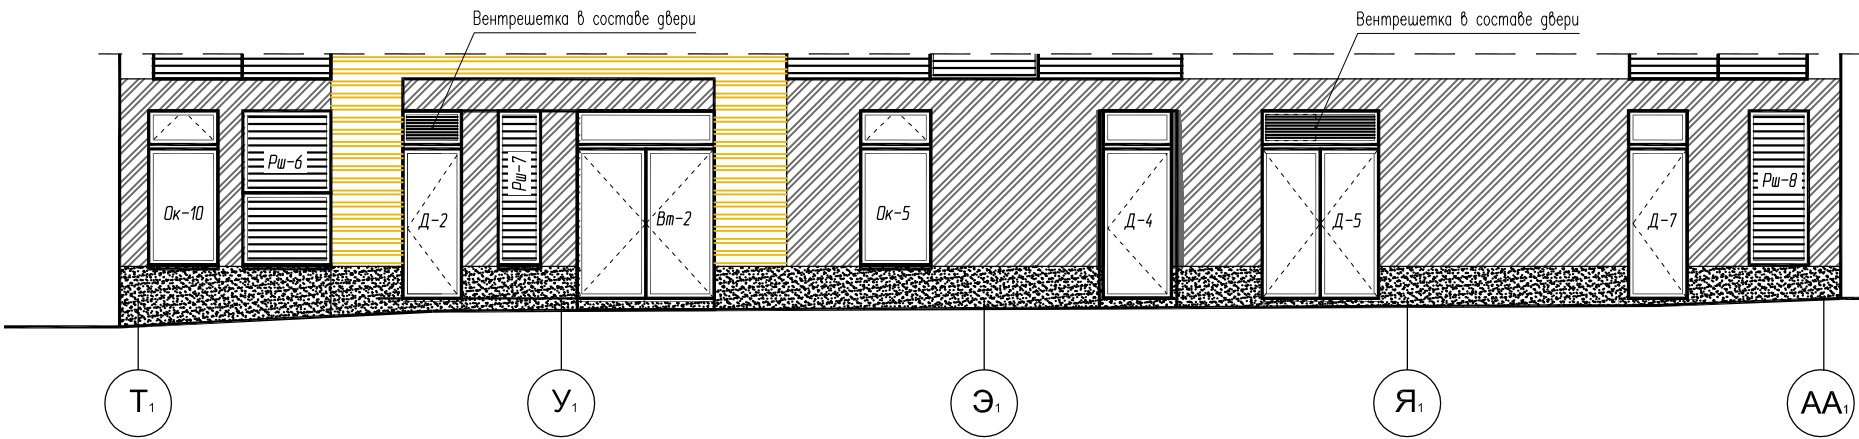 Вентрешетка в составе двери
Вентрешетка в составе двери
Рш-6
Рш-7
Рш-8
Ок-10
Д-2
Вт-2
Ок-5
Д-4
Д-5
Д-7
Т1
У1
Э1
Я1
АА1